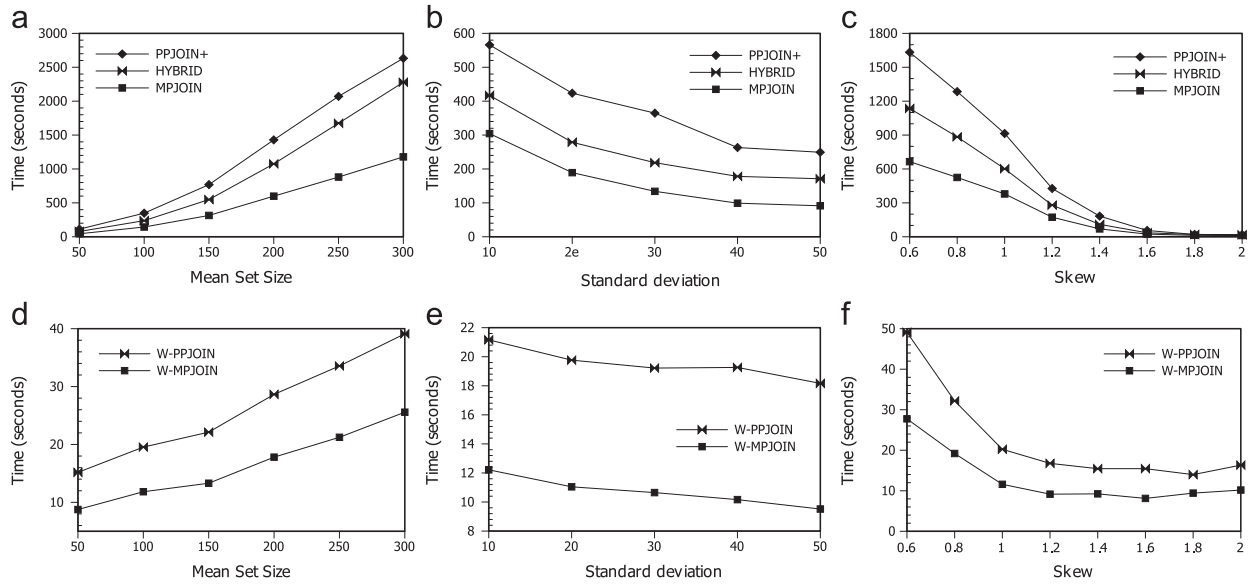 a
3000
2500
2000
1500
1000
500
0
Time (seconds)
PPJOIN+
HYBRID
MPJOIN
50 100 150 200 250 300
Mean Set Size
b
600
500
400
300
200
100
0
Time (seconds)
PPJOIN+
HYBRID
MPJOIN
10 2e 30 40 50
Standard deviation
c
1800
1500
1200
900
600
300
0
Time (seconds)
PPJOIN+
HYBRID
MPJOIN
0.6 0.8 1 1.2 1.4 1.6 1.8 2
Skew
d
40
30
20
10
Time (seconds)
W-PPJOIN
W-MPJOIN
50 100 150 200 250 300
Mean Set Size
e
22
20
18
16
14
12
10
8
Time (seconds)
W-PPJOIN
W-MPJOIN
10 20 30 40 50
Standard deviation
f
50
40
30
20
10
0
Time (seconds)
W-PPJOIN
W-MPJOIN
0.6 0.8 1 1.2 1.4 1.6 1.8 2
Skew